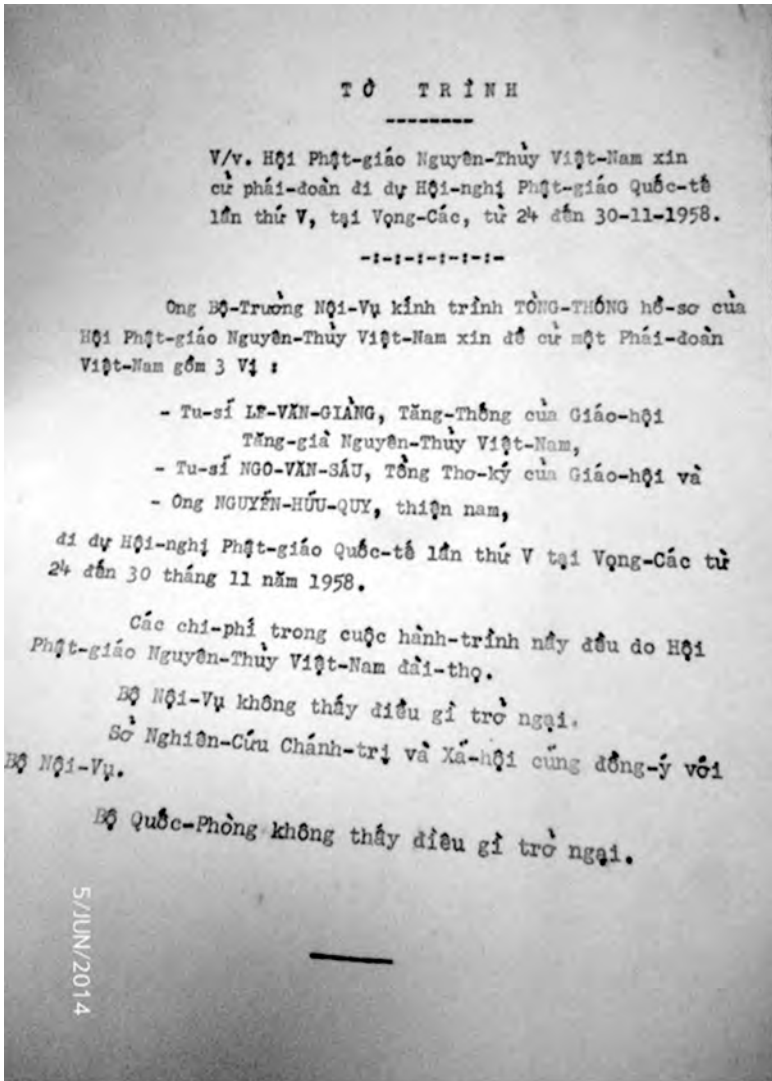 TỜ TRÌNH
--------
V/v. Hội Phật-giáo Nguyên-Thủy Việt-Nam xin
cử phái-đoàn đi dự Hội-nghị Phật-giáo Quốc-tế
lần thứ V, tại Vọng-Các, từ 24 đến 30-11-1958.
-:-:-:-:-:-:-
Ong Bộ-Trưởng Nội-Vụ kính trình TỔNG-THỐNG hồ-sơ của
Hội Phật-giáo Nguyên-Thủy Việt-Nam xin đề cử một Phái-đoàn
Việt-Nam gồm 3 Vị :
- Tu-sĩ LE-VĂN-GIẢNG, Tăng-Thống của Giáo-hội
Tăng-già Nguyên-Thủy Việt-Nam,
- Tu-sĩ NGO-VĂN-SÁU, Tổng Thơ-ký của Giáo-hội và
- Ong NGUYỄN-HỮU-QUY, thiện nam,
đi dự Hội-nghị Phật-giáo Quốc-tế lần thứ V tại Vọng-Các từ
24 đến 30 tháng 11 năm 1958.
Các chi-phí trong cuộc hành-trình nầy đều do Hội
Phật-giáo Nguyên-Thủy Việt-Nam đài-thọ.
Bộ Nội-Vụ không thấy điều gì trở ngại.
Sở Nghiên-Cứu Chánh-trị và Xã-hội cũng đồng-ý với
Bộ Nội-Vụ.
Bộ Quốc-Phòng không thấy điều gì trở ngại.
5/JUN/2014